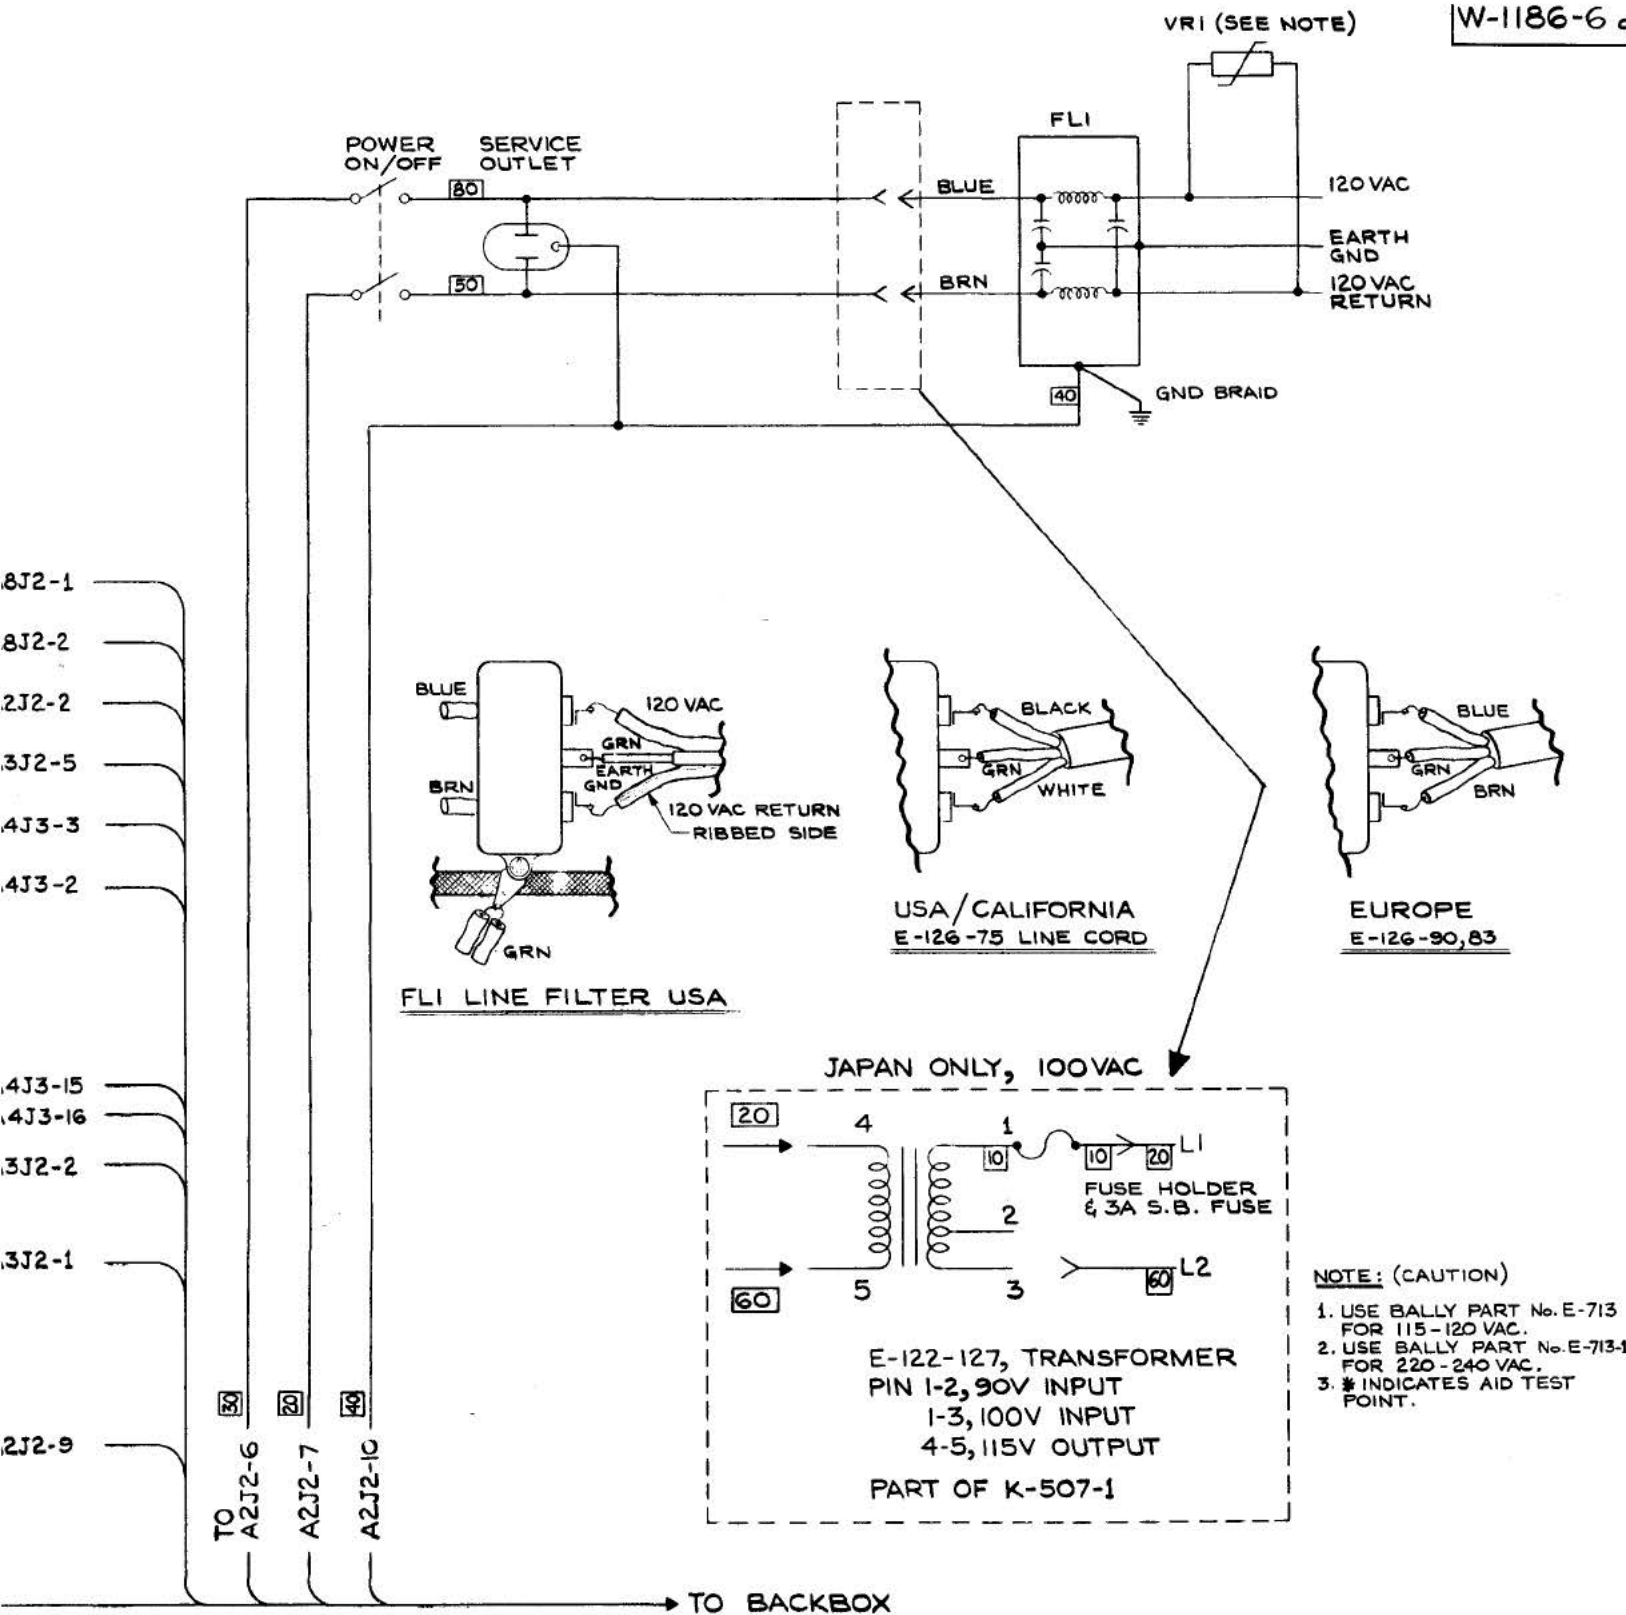 VR1 (SEE NOTE)
W-1186-6
FL1
POWER
ON/OFF
SERVICE
OUTLET
80
BLUE
120 VAC
EARTH
GND
50
BRN
120 VAC
RETURN
40
GND BRAID
8J2-1
8J2-2
2J2-2
3J2-5
4J3-3
4J3-2
4J3-15
4J3-16
3J2-2
3J2-1
2J2-9
BLUE
120 VAC
GRN
EARTH
GND
BRN
120 VAC RETURN
RIBBED SIDE
GRN
FL1 LINE FILTER USA
BLACK
GRN
WHITE
USA/CALIFORNIA
E-126-75 LINE CORD
BLUE
GRN
BRN
EUROPE
E-126-90,83
JAPAN ONLY, 100VAC
20
4
1
10
10
20
L1
FUSE HOLDER
& 3A S.B. FUSE
2
60
5
3
60
L2
E-122-127, TRANSFORMER
PIN 1-2, 90V INPUT
1-3, 100V INPUT
4-5, 115V OUTPUT
PART OF K-507-1
NOTE: (CAUTION)
1. USE BALLY PART No. E-713
FOR 115-120 VAC.
2. USE BALLY PART No. E-713-1
FOR 220-240 VAC.
3. * INDICATES AID TEST
POINT.
30
20
40
TO
A2J2-6
A2J2-7
A2J2-10
TO BACKBOX